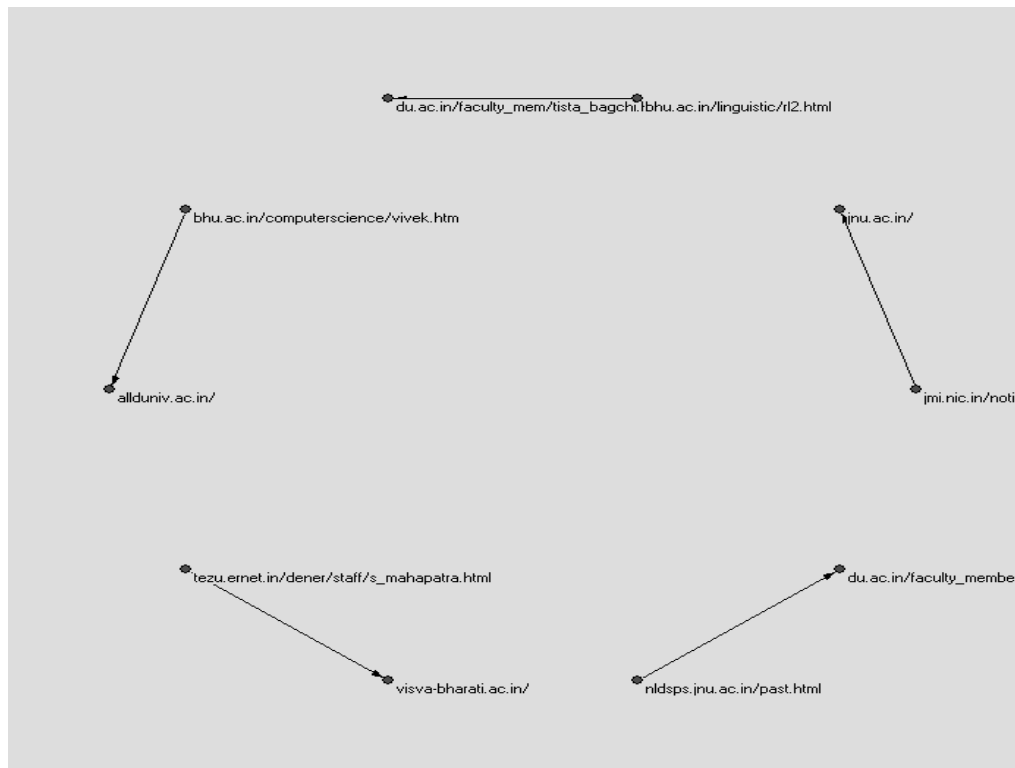 du.ac.in/faculty_mem/tista_bagchi.
bhu.ac.in/linguistic/rl2.html
bhu.ac.in/computerscience/vivek.htm
jnu.ac.in/
allduniv.ac.in/
jmi.nic.in/noti
tezu.ernet.in/dener/staff/s_mahapatra.html
du.ac.in/faculty_membe
visva-bharati.ac.in/
nldsps.jnu.ac.in/past.html